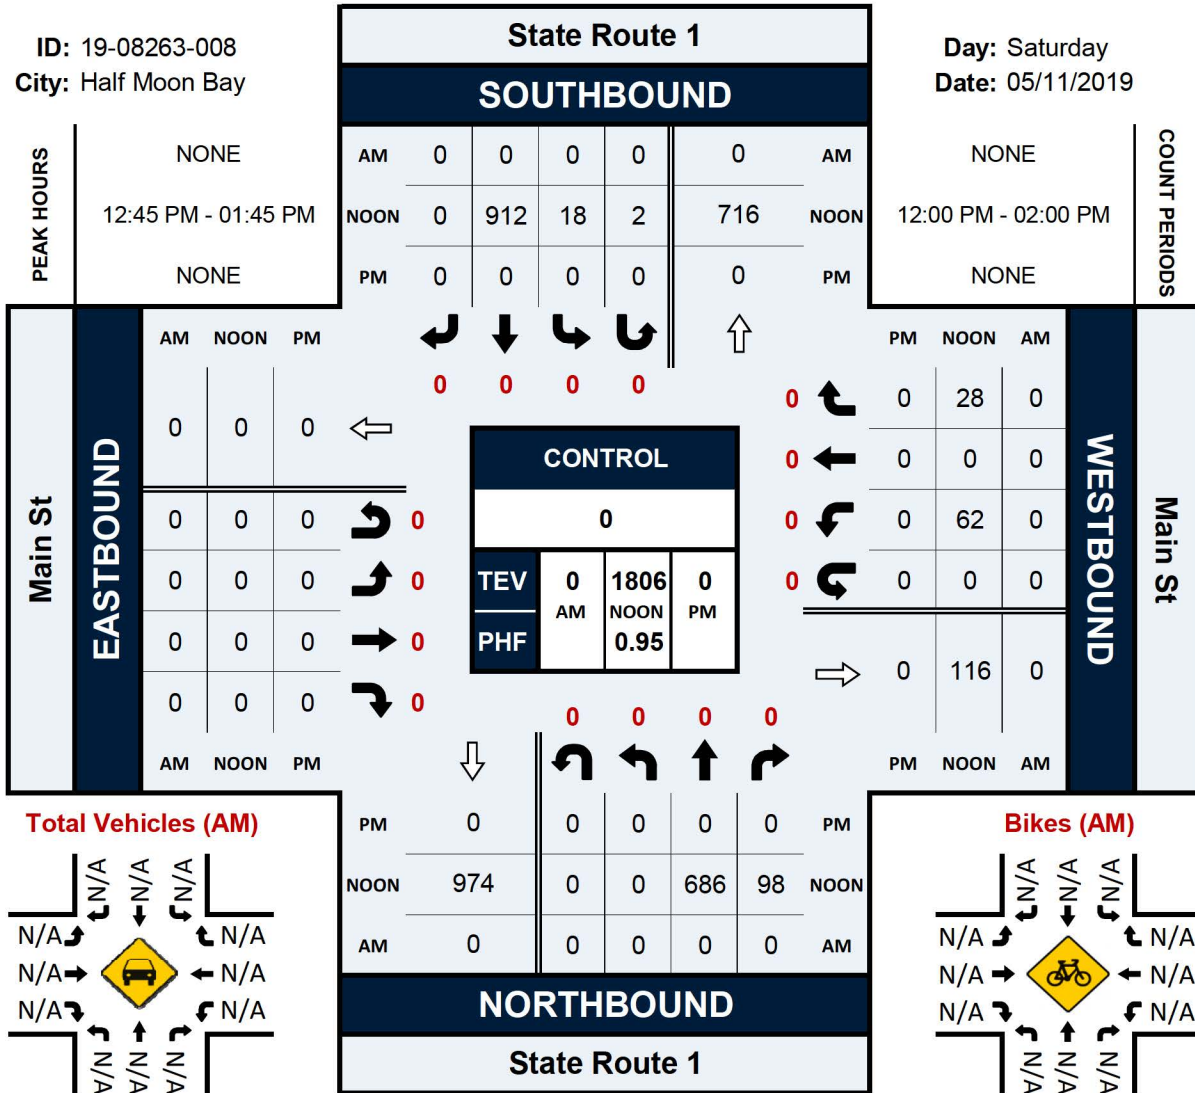 State Route 1
ID: 19-08263-008
Day: Saturday
City: Half Moon Bay
Date: 05/11/2019
SOUTHBOUND
PEAK HOURS
NONE
AM 0 0 0 0 0 AM
NONE
COUNT PERIODS
12:45 PM - 01:45 PM
NOON 0 912 18 2 716 NOON
12:00 PM - 02:00 PM
NONE
PM 0 0 0 0 0 PM
NONE
AM NOON PM
PM NOON AM
0 0 0 0
0 0 28 0
0 0 0
CONTROL
0 0 0 0
0
0 0 0 0
0 0 62 0
Main St
EASTBOUND
WESTBOUND
Main St
0 0 0 0
TEV 0 1806 0
0 0 0 0
AM NOON PM
0 0 0 0
PHF 0.95
0 116 0
0 0 0 0
0 0 0 0
AM NOON PM
PM NOON AM
Total Vehicles (AM)
PM 0 0 0 0 0 PM
Bikes (AM)
NOON 974 0 0 686 98 NOON
AM 0 0 0 0 0 AM
N/A N/A N/A
N/A N/A
N/A N/A
N/A N/A
N/A N/A N/A
N/A N/A N/A
N/A N/A
N/A N/A
N/A N/A
N/A N/A N/A
NORTHBOUND
State Route 1